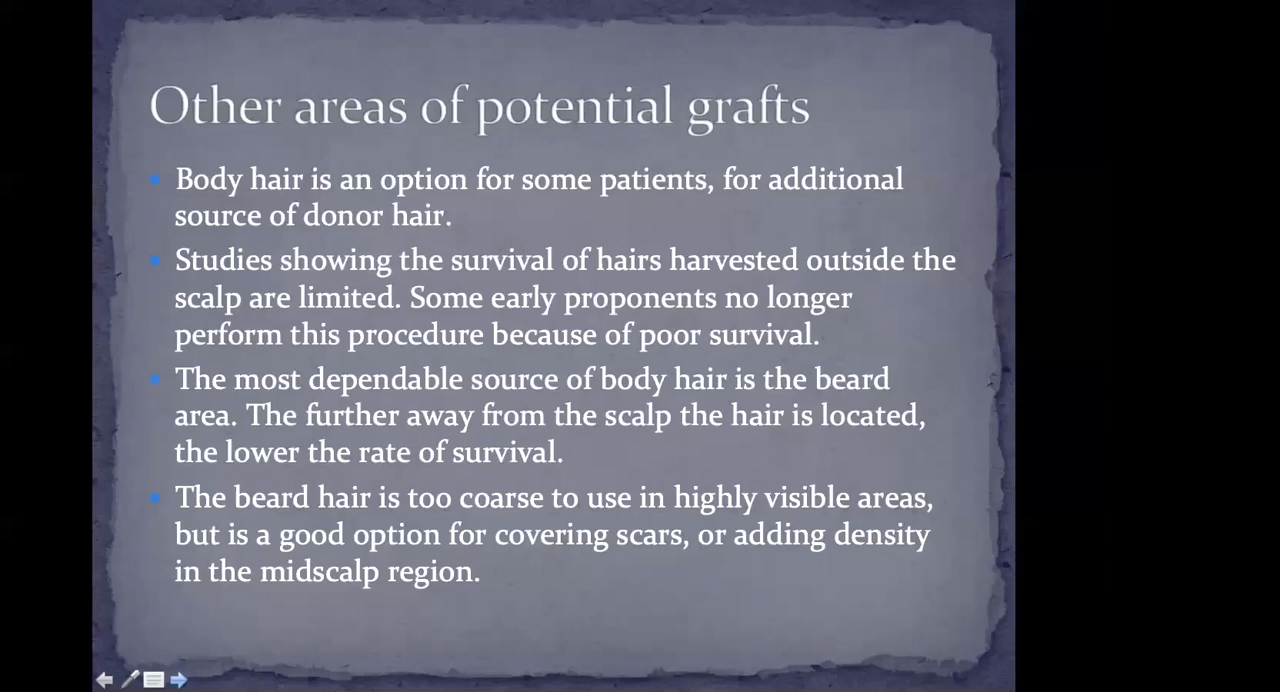 Other areas of potential grafts
Body hair is an option for some patients, for additional
source of donor hair.
Studies showing the survival of hairs harvested outside the
scalp are limited. Some early proponents no longer
perform this procedure because of poor survival.
The most dependable source of body hair is the beard
area. The further away from the scalp the hair is located,
the lower the rate of survival.
The beard hair is too coarse to use in highly visible areas,
but is a good option for covering scars, or adding density
in the midscalp region.